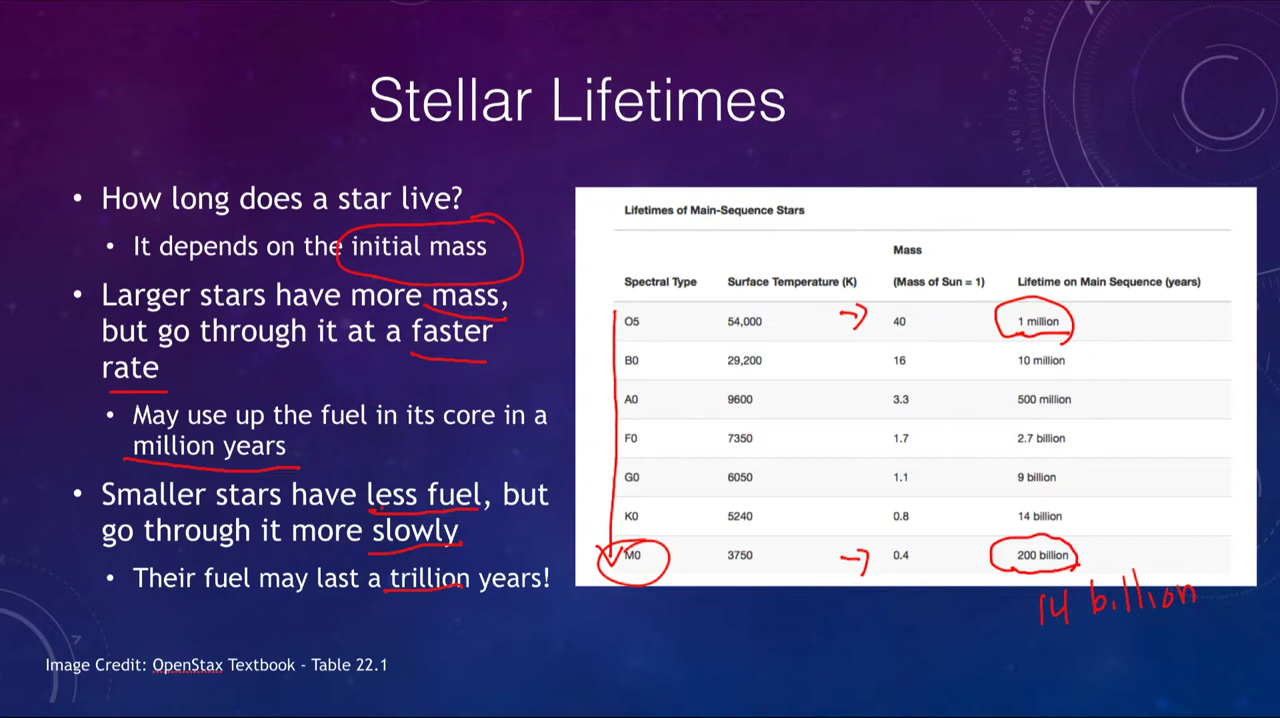 Stellar Lifetimes
• How long does a star live?
• It depends on the initial mass
• Larger stars have more mass,
but go through it at a faster
rate
• May use up the fuel in its core in a
million years
• Smaller stars have less fuel, but
go through it more slowly
• Their fuel may last a trillion years!
Lifetimes of Main-Sequence Stars
Mass
Spectral Type Surface Temperature (K) (Mass of Sun = 1) Lifetime on Main Sequence (years)
O5 54,000 40 1 million
B0 29,200 16 10 million
A0 9600 3.3 500 million
F0 7350 1.7 2.7 billion
G0 6050 1.1 9 billion
K0 5240 0.8 14 billion
M0 3750 0.4 200 billion
14 billion
Image Credit: OpenStax Textbook - Table 22.1